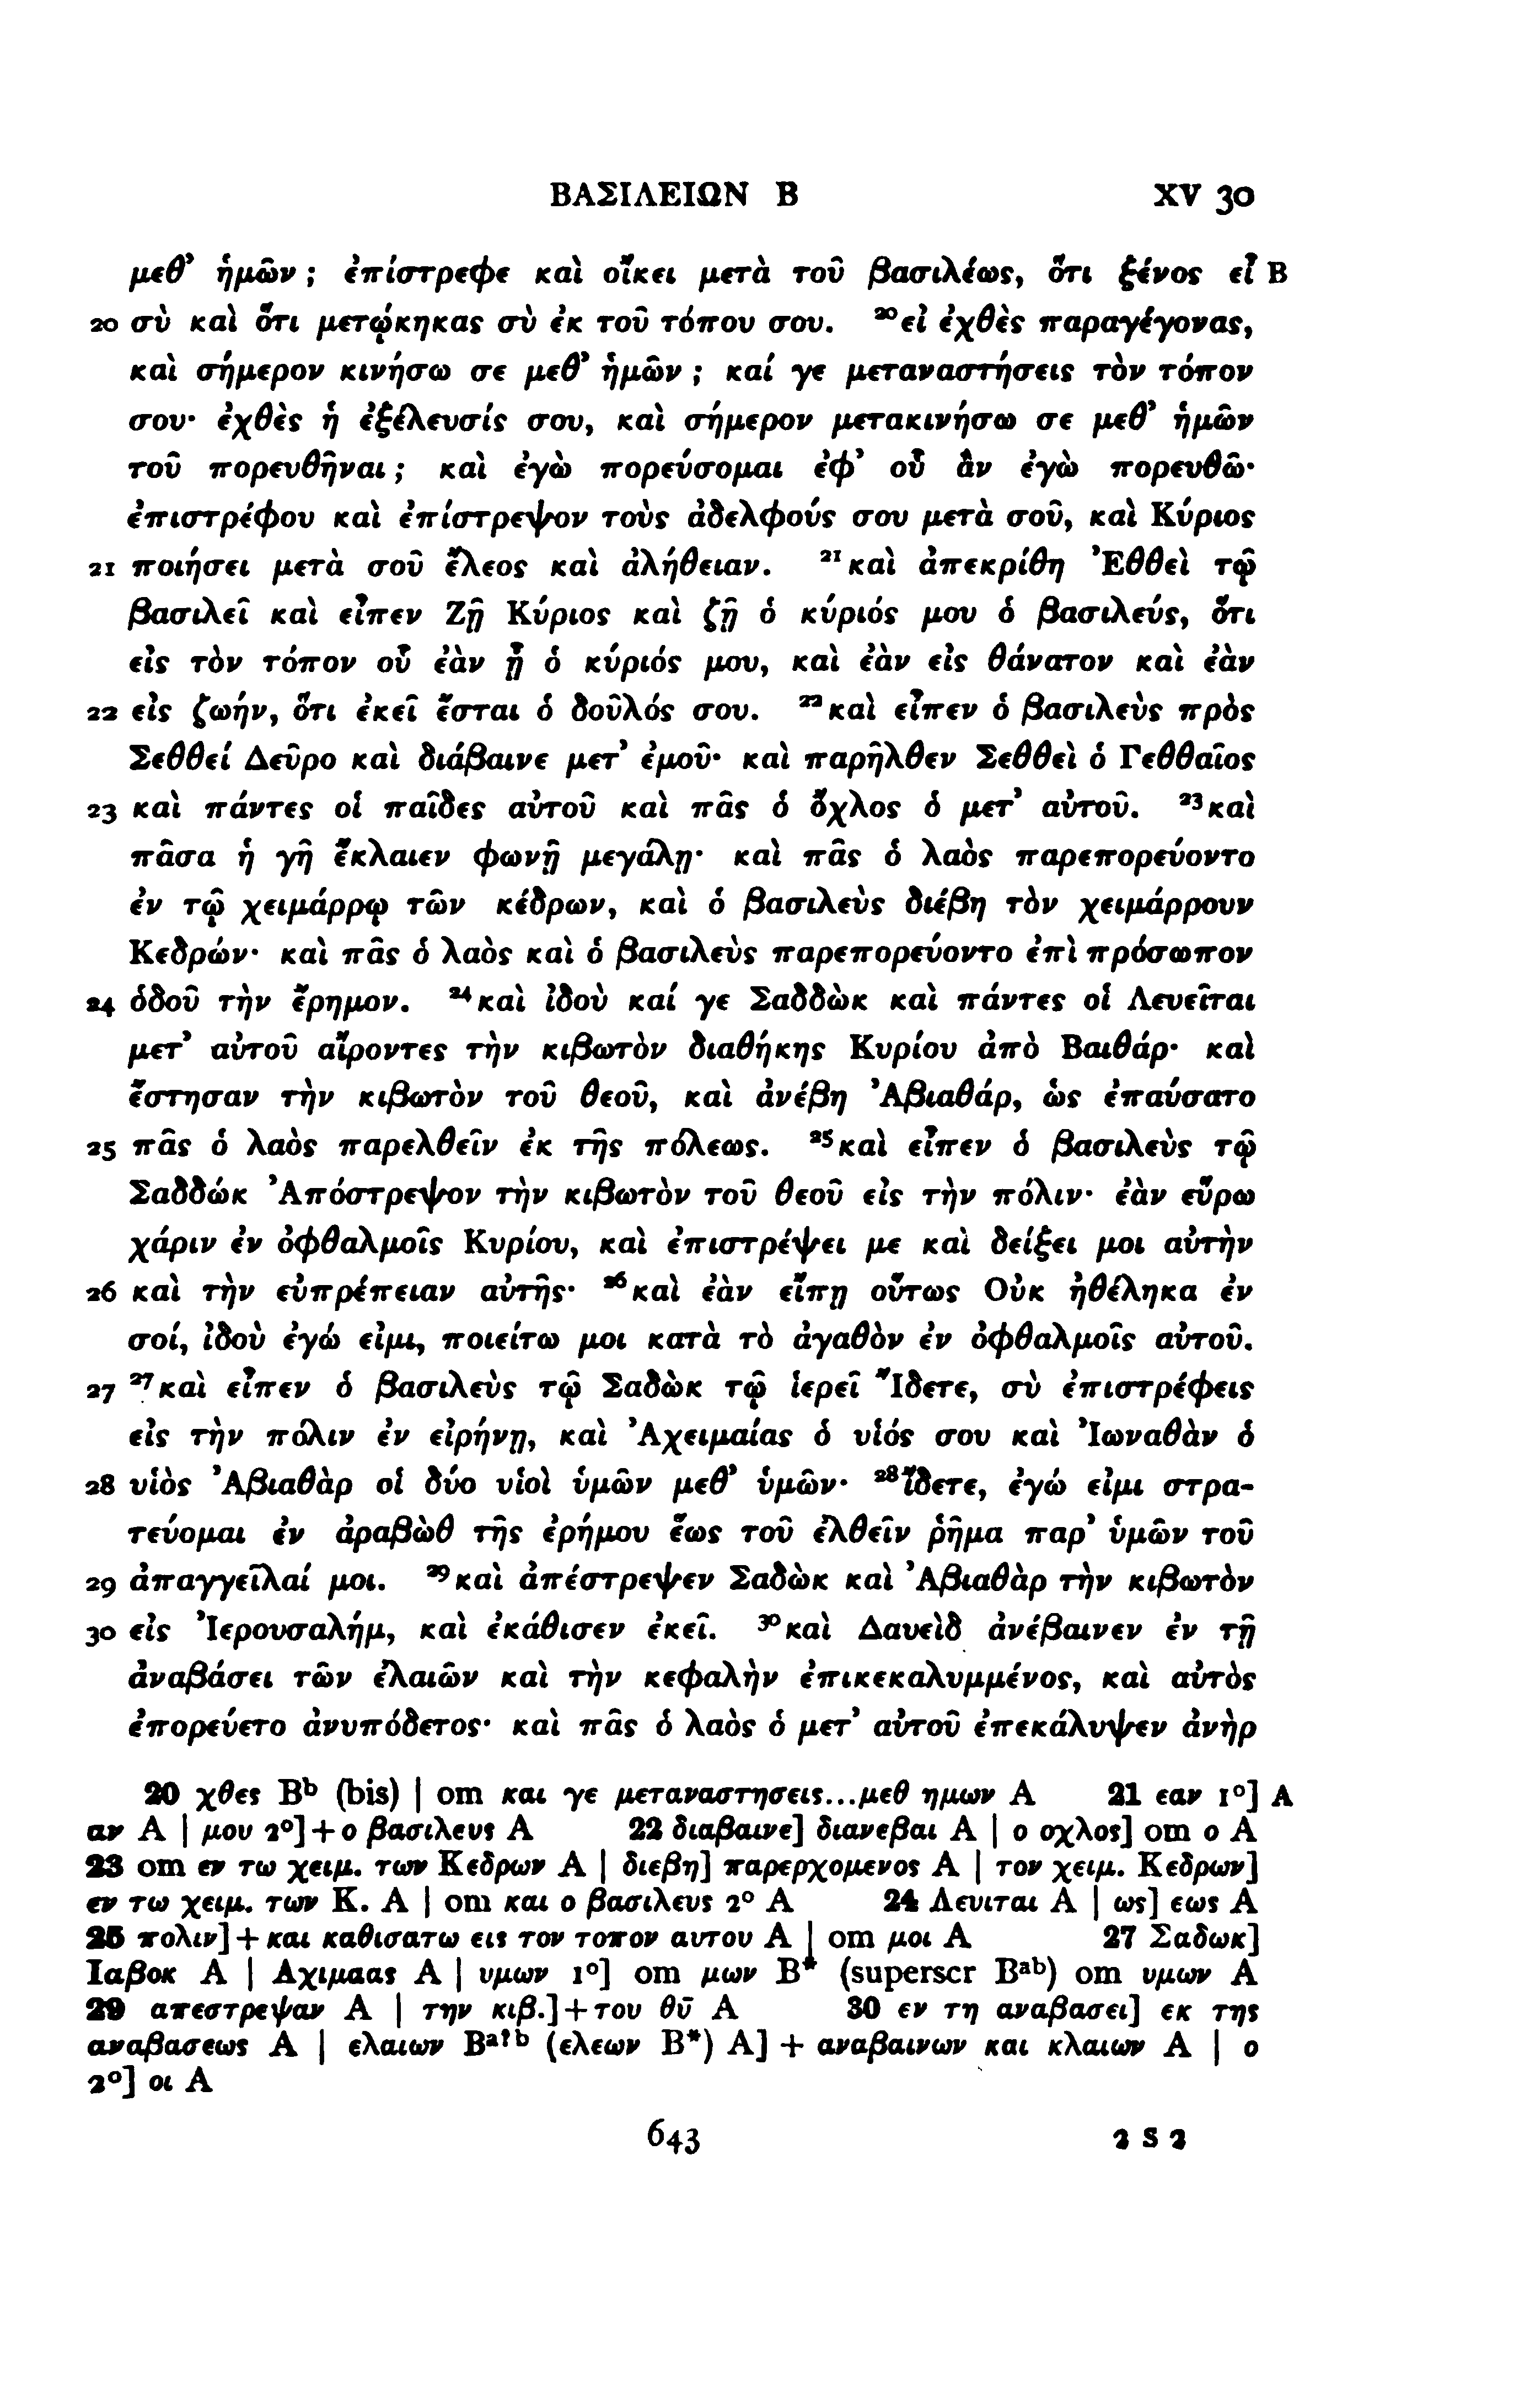 ΒΑΣΙΛΕΙΩΝ Β XV 30
μεθ’ ἡμῶν ; ἐπίστρεφε καὶ οἴκει μετὰ τοῦ βασιλέως, ὅτι ξένος εἶ B
20 σὺ καὶ ὅτι μετῴκηκας σὺ ἐκ τοῦ τόπου σου. ²⁰εἰ ἐχθὲς παραγέγονας,
καὶ σήμερον κινήσω σε μεθ’ ἡμῶν ; καί γε μεταναστήσεις τὸν τόπον
σου· ἐχθὲς ἡ ἐξέλευσίς σου, καὶ σήμερον μετακινήσω σε μεθ’ ἡμῶν
τοῦ πορευθῆναι ; καὶ ἐγὼ πορεύσομαι ἐφ’ οὗ ἂν ἐγὼ πορευθῶ·
ἐπιστρέφου καὶ ἐπίστρεψον τοὺς ἀδελφούς σου μετὰ σοῦ, καὶ Κύριος
21 ποιήσει μετὰ σοῦ ἔλεος καὶ ἀλήθειαν. ²¹καὶ ἀπεκρίθη Ἐθθεὶ τῷ
βασιλεῖ καὶ εἶπεν Ζῇ Κύριος καὶ ζῇ ὁ κύριός μου ὁ βασιλεύς, ὅτι
εἰς τὸν τόπον οὗ ἐὰν ᾖ ὁ κύριός μου, καὶ ἐὰν εἰς θάνατον καὶ ἐὰν
22 εἰς ζωήν, ὅτι ἐκεῖ ἔσται ὁ δοῦλός σου. ²²καὶ εἶπεν ὁ βασιλεὺς πρὸς
Σεθθεί Δεῦρο καὶ διάβαινε μετ’ ἐμοῦ· καὶ παρῆλθεν Σεθθεὶ ὁ Γεθθαῖος
23 καὶ πάντες οἱ παῖδες αὐτοῦ καὶ πᾶς ὁ ὄχλος ὁ μετ’ αὐτοῦ. ²³καὶ
πᾶσα ἡ γῆ ἔκλαιεν φωνῇ μεγάλῃ· καὶ πᾶς ὁ λαὸς παρεπορεύοντο
ἐν τῷ χειμάρρῳ τῶν κέδρων, καὶ ὁ βασιλεὺς διέβη τὸν χειμάρρουν
Κεδρών· καὶ πᾶς ὁ λαὸς καὶ ὁ βασιλεὺς παρεπορεύοντο ἐπὶ πρόσωπον
24 ὁδοῦ τὴν ἔρημον. ²⁴καὶ ἰδοὺ καί γε Σαδδὼκ καὶ πάντες οἱ Λευεῖται
μετ’ αὐτοῦ αἴροντες τὴν κιβωτὸν διαθήκης Κυρίου ἀπὸ Βαιθάρ· καὶ
ἔστησαν τὴν κιβωτὸν τοῦ θεοῦ, καὶ ἀνέβη Ἀβιαθάρ, ὡς ἐπαύσατο
25 πᾶς ὁ λαὸς παρελθεῖν ἐκ τῆς πόλεως. ²⁵καὶ εἶπεν ὁ βασιλεὺς τῷ
Σαδδώκ Ἀπόστρεψον τὴν κιβωτὸν τοῦ θεοῦ εἰς τὴν πόλιν· ἐὰν εὕρω
χάριν ἐν ὀφθαλμοῖς Κυρίου, καὶ ἐπιστρέψει με καὶ δείξει μοι αὐτὴν
26 καὶ τὴν εὐπρέπειαν αὐτῆς· ²⁶καὶ ἐὰν εἴπῃ οὕτως Οὐκ ἠθέληκα ἐν
σοί, ἰδοὺ ἐγώ εἰμι, ποιείτω μοι κατὰ τὸ ἀγαθὸν ἐν ὀφθαλμοῖς αὐτοῦ.
27 ²⁷καὶ εἶπεν ὁ βασιλεὺς τῷ Σαδὼκ τῷ ἱερεῖ Ἴδετε, σὺ ἐπιστρέφεις
εἰς τὴν πόλιν ἐν εἰρήνῃ, καὶ Ἀχειμαίας ὁ υἱός σου καὶ Ἰωναθὰν ὁ
28 υἱὸς Ἀβιαθὰρ οἱ δύο υἱοὶ ὑμῶν μεθ’ ὑμῶν· ²⁸ἴδετε, ἐγώ εἰμι στρα-
τεύομαι ἐν ἀραβὼθ τῆς ἐρήμου ἕως τοῦ ἐλθεῖν ῥῆμα παρ’ ὑμῶν τοῦ
29 ἀπαγγεῖλαί μοι. ²⁹καὶ ἀπέστρεψεν Σαδὼκ καὶ Ἀβιαθὰρ τὴν κιβωτὸν
30 εἰς Ἰερουσαλήμ, καὶ ἐκάθισεν ἐκεῖ. ³⁰καὶ Δαυεὶδ ἀνέβαινεν ἐν τῇ
ἀναβάσει τῶν ἐλαιῶν καὶ τὴν κεφαλὴν ἐπικεκαλυμμένος, καὶ αὐτὸς
ἐπορεύετο ἀνυπόδετος· καὶ πᾶς ὁ λαὸς ὁ μετ’ αὐτοῦ ἐπεκάλυψεν ἀνὴρ
20 χθες Bᵇ (bis) | om και γε μεταναστησεις...μεθ ημων A 21 εαν 1°] A
αν A | μου 2°]+ο βασιλευς A 22 διαβαινε] διανεβαι A | ο οχλος] om ο A
23 om εν τω χειμ. των Κεδρων A | διεβη] παρερχομενος A | τον χειμ. Κεδρων]
εν τω χειμ. των Κ. A | om και ο βασιλευς 2° A 24 Λευιται A | ως] εως A
25 πολιν]+και καθισατω εις τον τοπον αυτου A | om μοι A 27 Σαδωκ]
Ιαβοκ A | Αχιμαας A | υμων 1°] om μων B* (superscr Bᵃᵇ) om υμων A
29 απεστρεψαν A | την κιβ.]+του θῡ A 30 εν τη αναβασει] εκ της
αναβασεως A | ελαιων Bᵃ?ᵇ (ελεων B*) A] + αναβαινων και κλαιων A | ο
2°] οι A
643 2 S 2